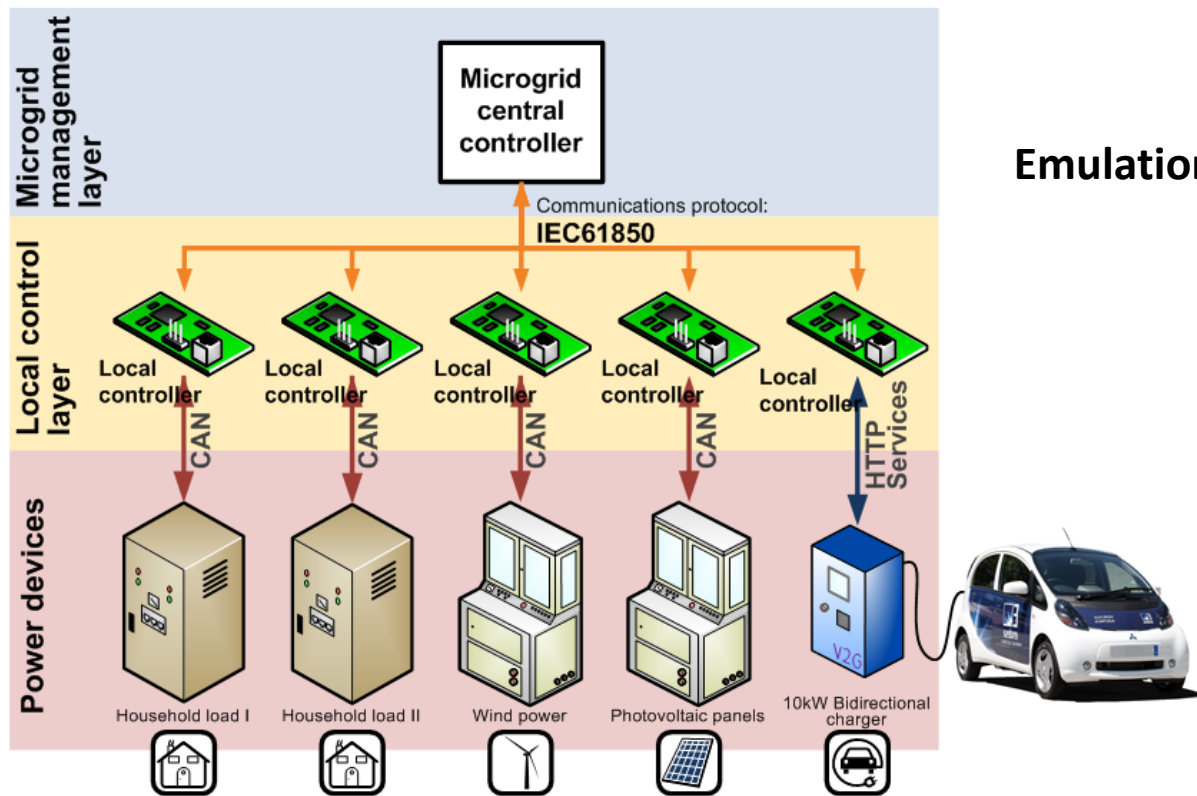 Microgrid
management
layer
Microgrid
central
controller
Emulation
Communications protocol:
IEC61850
Local control
layer
Local
controller
Local
controller
Local
controller
Local
controller
Local
controller
CAN
CAN
CAN
CAN
HTTP
Services
Power devices
V2G
Household load I
Household load II
Wind power
Photovoltaic panels
10kW Bidirectional
charger